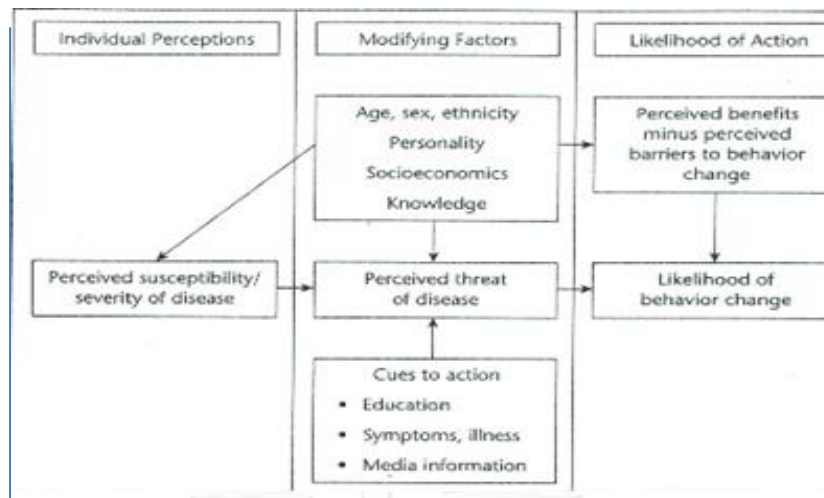 Individual Perceptions
Modifying Factors
Likelihood of Action
Age, sex, ethnicity
Personality
Socioeconomics
Knowledge
Perceived benefits
minus perceived
barriers to behavior
change
Perceived susceptibility/
severity of disease
Perceived threat
of disease
Likelihood of
behavior change
Cues to action
• Education
• Symptoms, illness
• Media information